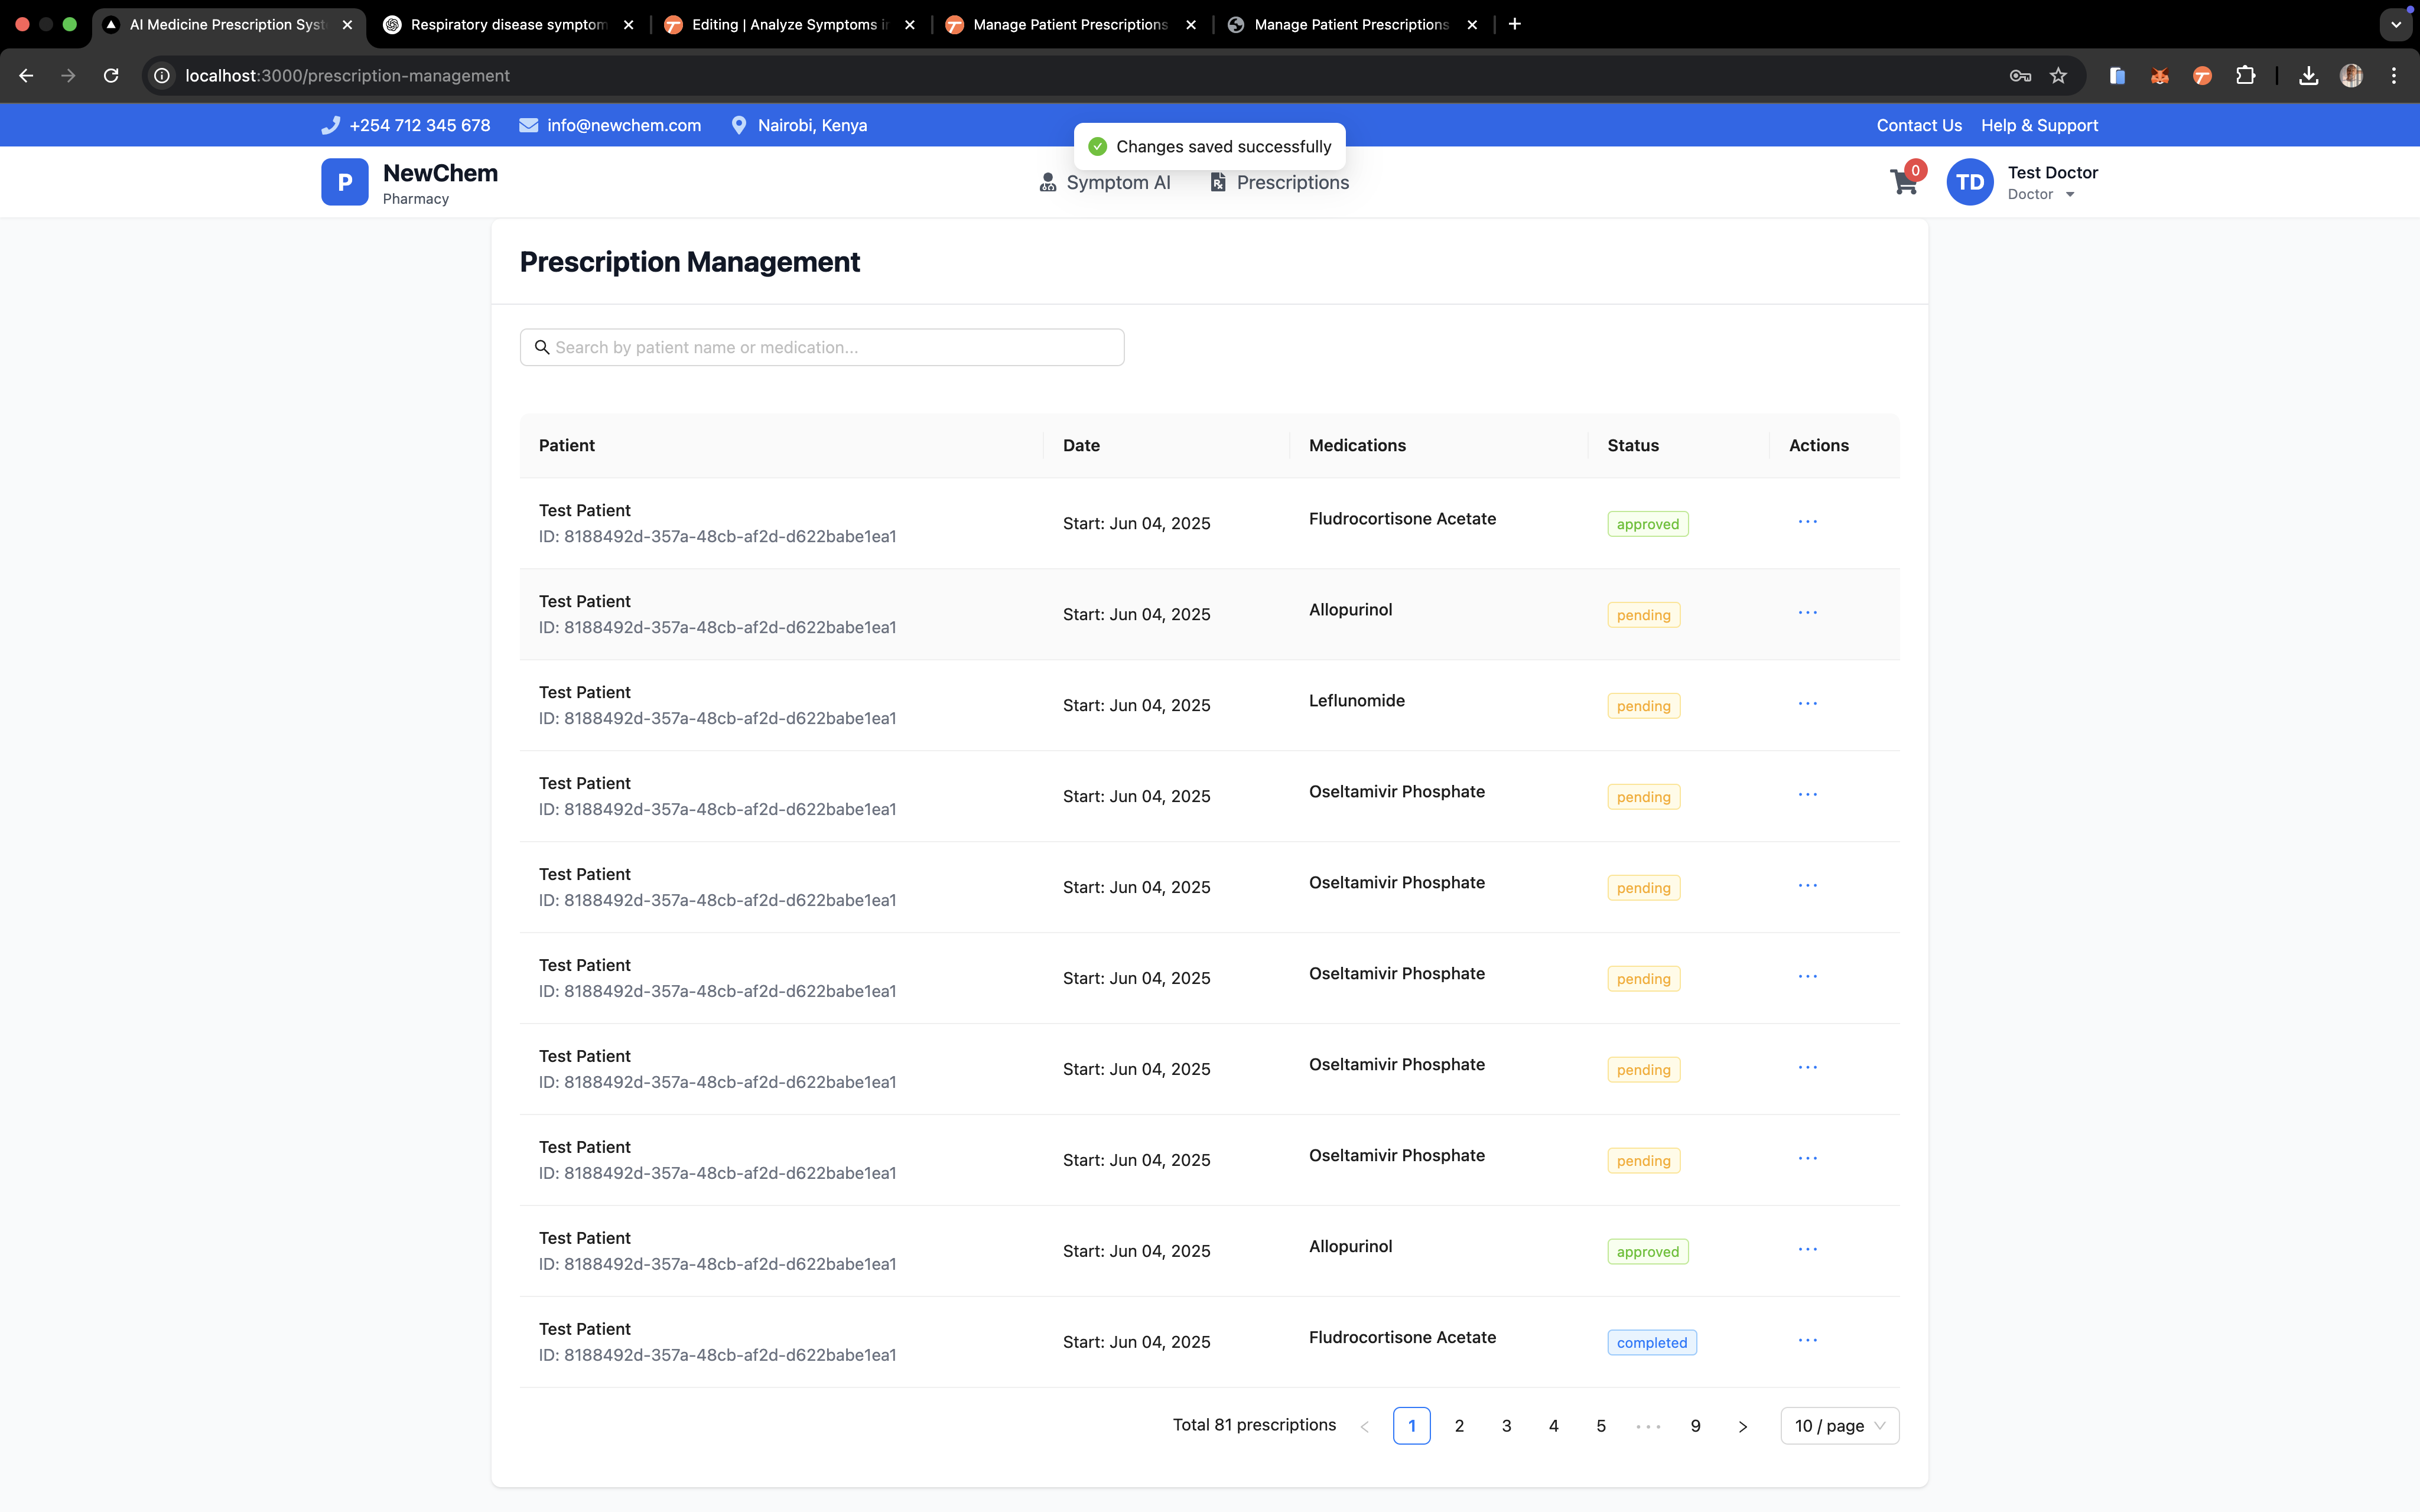 AI Medicine Prescription Syst
Respiratory disease symptom
Editing | Analyze Symptoms i
Manage Patient Prescriptions
Manage Patient Prescriptions
localhost:3000/prescription-management
+254 712 345 678
info@newchem.com
Nairobi, Kenya
Contact Us
Help & Support
Changes saved successfully
P
NewChem
Pharmacy
Symptom AI
Prescriptions
0
TD
Test Doctor
Doctor
Prescription Management
Search by patient name or medication...
Patient Date Medications Status Actions
Test Patient
ID: 8188492d-357a-48cb-af2d-d622babe1ea1
Start: Jun 04, 2025
Fludrocortisone Acetate
approved
Test Patient
ID: 8188492d-357a-48cb-af2d-d622babe1ea1
Start: Jun 04, 2025
Allopurinol
pending
Test Patient
ID: 8188492d-357a-48cb-af2d-d622babe1ea1
Start: Jun 04, 2025
Leflunomide
pending
Test Patient
ID: 8188492d-357a-48cb-af2d-d622babe1ea1
Start: Jun 04, 2025
Oseltamivir Phosphate
pending
Test Patient
ID: 8188492d-357a-48cb-af2d-d622babe1ea1
Start: Jun 04, 2025
Oseltamivir Phosphate
pending
Test Patient
ID: 8188492d-357a-48cb-af2d-d622babe1ea1
Start: Jun 04, 2025
Oseltamivir Phosphate
pending
Test Patient
ID: 8188492d-357a-48cb-af2d-d622babe1ea1
Start: Jun 04, 2025
Oseltamivir Phosphate
pending
Test Patient
ID: 8188492d-357a-48cb-af2d-d622babe1ea1
Start: Jun 04, 2025
Oseltamivir Phosphate
pending
Test Patient
ID: 8188492d-357a-48cb-af2d-d622babe1ea1
Start: Jun 04, 2025
Allopurinol
approved
Test Patient
ID: 8188492d-357a-48cb-af2d-d622babe1ea1
Start: Jun 04, 2025
Fludrocortisone Acetate
completed
Total 81 prescriptions < 1 2 3 4 5 ••• 9 > 10 / page